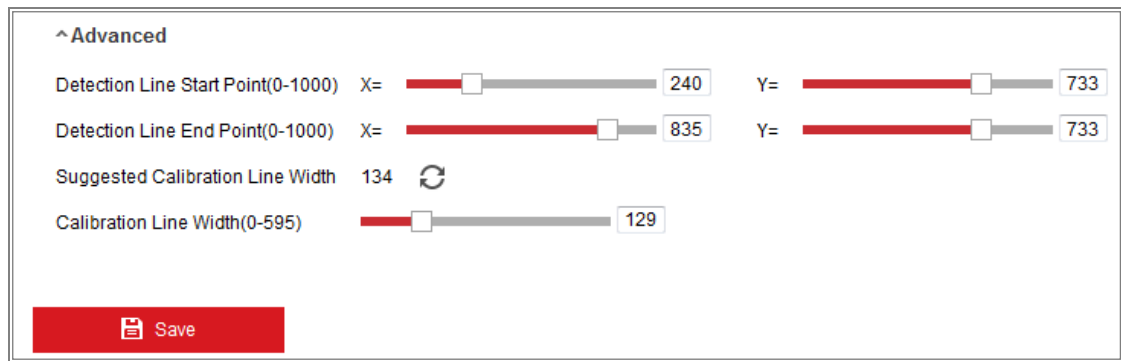 ^Advanced
Detection Line Start Point(0-1000) X= 240 Y= 733
Detection Line End Point(0-1000) X= 835 Y= 733
Suggested Calibration Line Width 134
Calibration Line Width(0-595) 129
Save